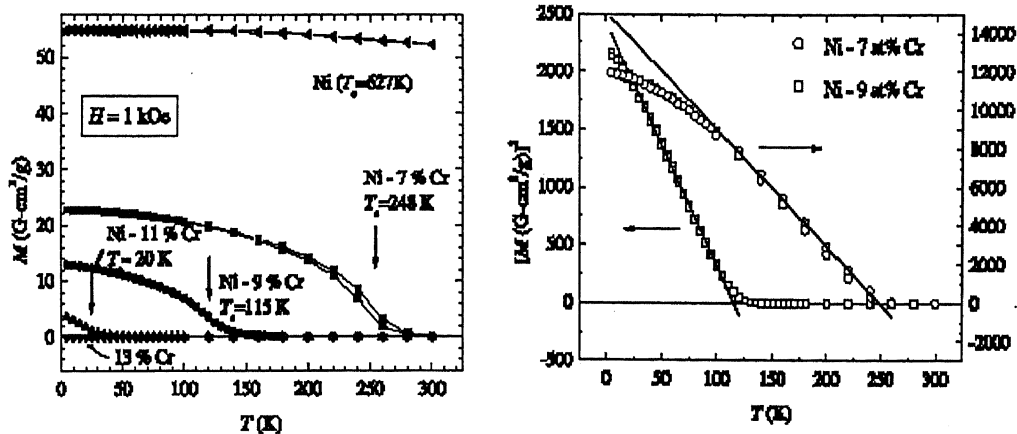 50
40
30
20
10
0
M (G-cm³/g)
Ni (Tc=627K)
H = 1 kOe
Ni - 7 % Cr
Tc=248 K
Ni - 11 % Cr
T=20 K
Ni - 9 % Cr
Tc=115 K
13 % Cr
0 50 100 150 200 250 300
T (K)
2500
2000
1500
1000
500
0
-500
Ni - 7 at% Cr
Ni - 9 at% Cr
14000
12000
10000
8000
6000
4000
2000
0
-2000
0 50 100 150 200 250 300
T (K)